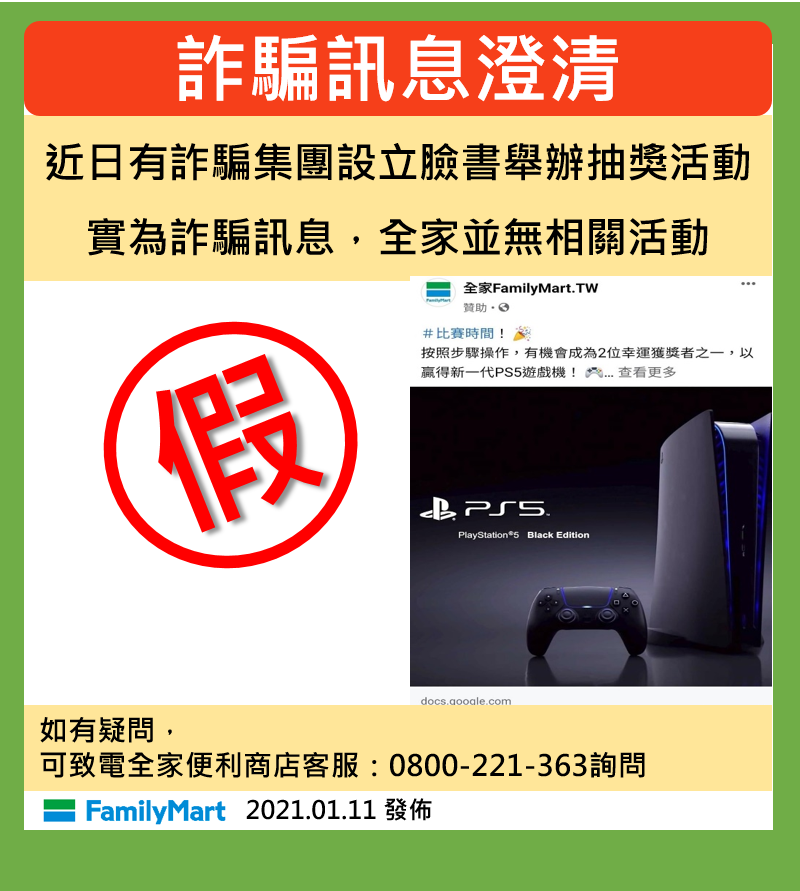 詐騙訊息澄清
近日有詐騙集團設立臉書舉辦抽獎活動
實為詐騙訊息，全家並無相關活動
FamilyMart
全家FamilyMart.TW
贊助·
#比賽時間！
按照步驟操作，有機會成為2位幸運獲獎者之一，以
贏得新一代PS5遊戲機！ ... 查看更多
假
PS5™
PlayStation®5 Black Edition
docs.google.com
如有疑問，
可致電全家便利商店客服：0800-221-363詢問
FamilyMart 2021.01.11 發佈